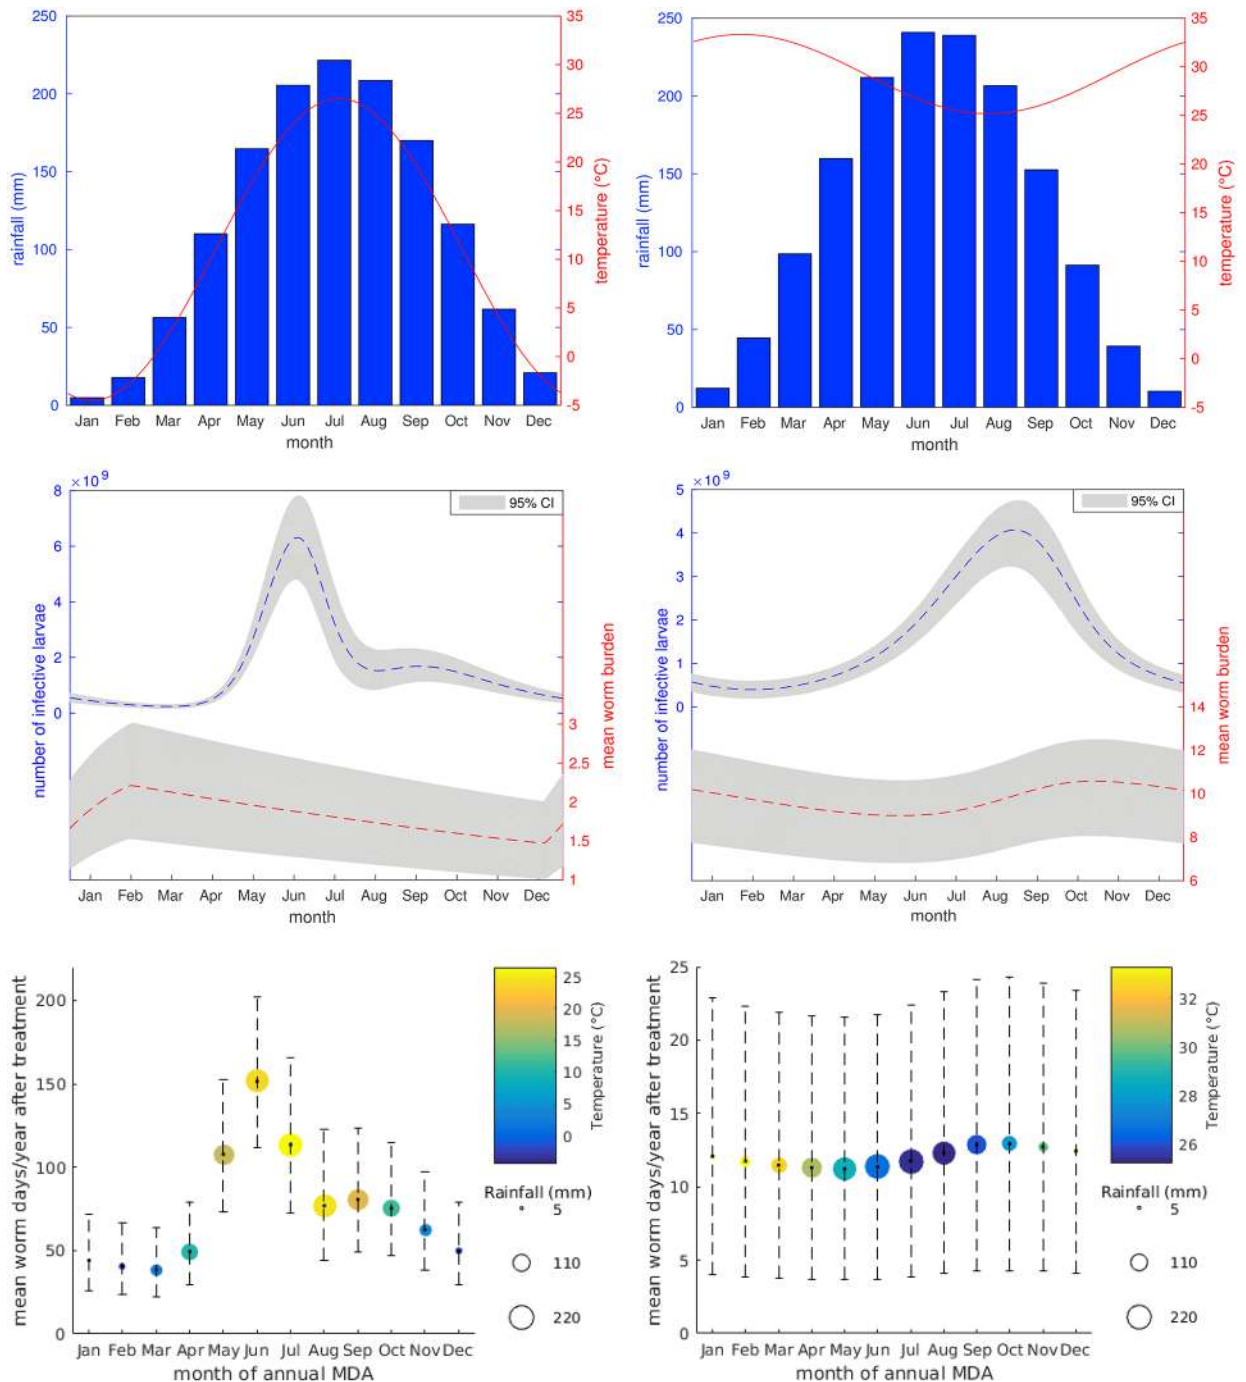 250
200
150
100
50
0
rainfall (mm)
35
30
25
20
15
10
5
0
-5
temperature (°C)
Jan Feb Mar Apr May Jun Jul Aug Sep Oct Nov Dec
month
250
200
150
100
50
0
rainfall (mm)
35
30
25
20
15
10
5
0
-5
temperature (°C)
Jan Feb Mar Apr May Jun Jul Aug Sep Oct Nov Dec
month
×10⁹
8
6
4
2
0
number of infective larvae
95% CI
3
2.5
2
1.5
1
mean worm burden
Jan Feb Mar Apr May Jun Jul Aug Sep Oct Nov Dec
month
×10⁹
5
4
3
2
1
0
number of infective larvae
95% CI
14
12
10
8
6
mean worm burden
Jan Feb Mar Apr May Jun Jul Aug Sep Oct Nov Dec
month
200
150
100
50
0
mean worm days/year after treatment
25
20
15
10
5
0
Temperature (°C)
Rainfall (mm)
5
110
220
Jan Feb Mar Apr May Jun Jul Aug Sep Oct Nov Dec
month of annual MDA
25
20
15
10
5
0
mean worm days/year after treatment
32
30
28
26
Temperature (°C)
Rainfall (mm)
5
110
220
Jan Feb Mar Apr May Jun Jul Aug Sep Oct Nov Dec
month of annual MDA